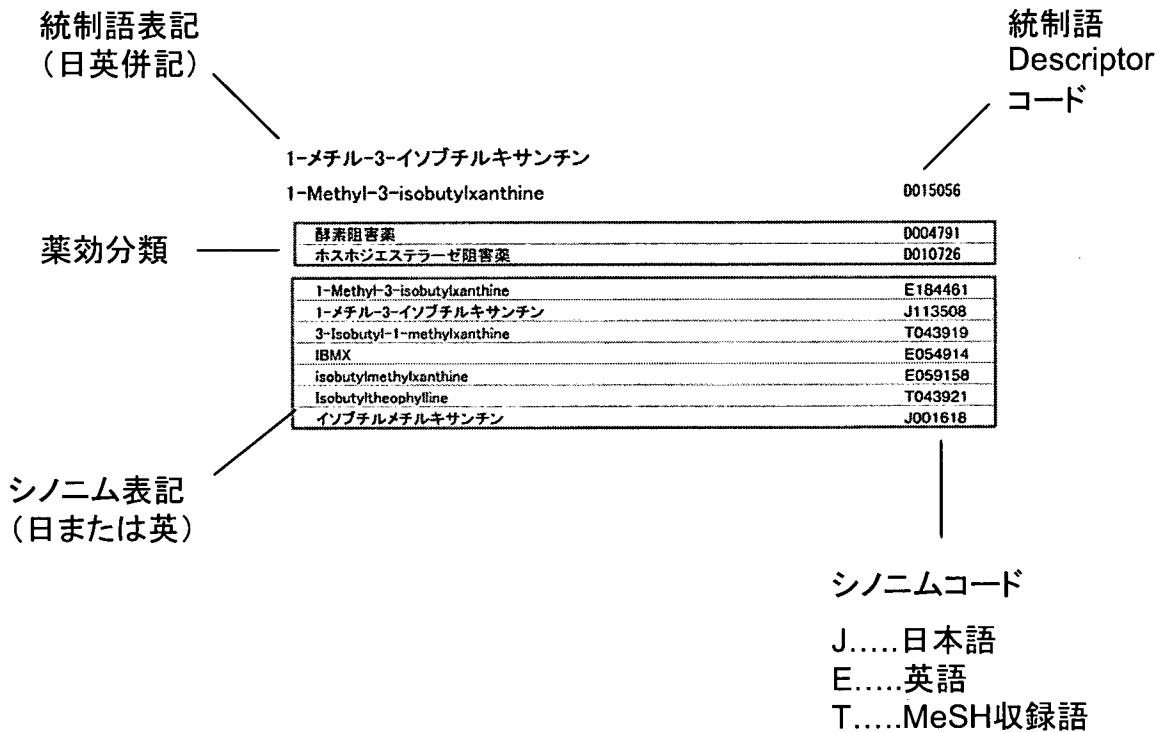 統制語表記
（日英併記）
統制語
Descriptor
コード
1-メチル-3-イソブチルキサンチン
1-Methyl-3-isobutylxanthine D015056
薬効分類
酵素阻害薬 D004791
ホスホジエステラーゼ阻害薬 D010726
1-Methyl-3-isobutylxanthine E184461
1-メチル-3-イソブチルキサンチン J113508
3-Isobutyl-1-methylxanthine T043919
IBMX E054914
isobutylmethylxanthine E059158
Isobutyltheophylline T043921
イソブチルメチルキサンチン J001618
シノニム表記
（日または英）
シノニムコード
J.....日本語
E.....英語
T.....MeSH収録語